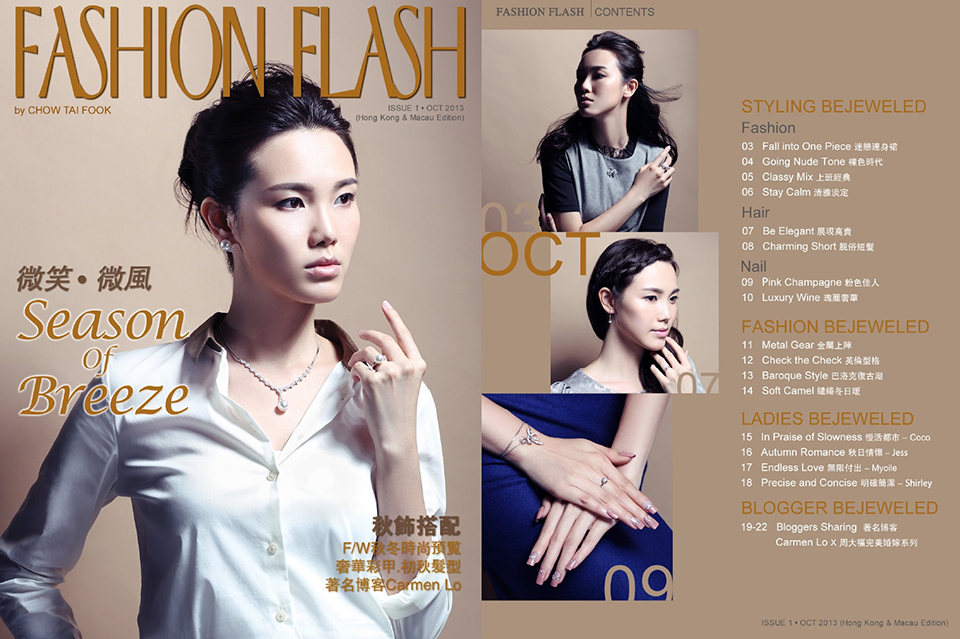 FASHION FLASH
by CHOW TAI FOOK
ISSUE 1 • OCT 2013
(Hong Kong & Macau Edition)
微笑 • 微風
Season
Of
Breeze
秋飾搭配
F/W秋冬時尚預覧
奢華彩甲.初秋髮型
著名博客Carmen Lo
FASHION FLASH CONTENTS
03
OCT
07
09
STYLING BEJEWELED
Fashion
03 Fall into One Piece 迷戀連身裙
04 Going Nude Tone 裸色時代
05 Classy Mix 上班經典
06 Stay Calm 清雅淡定
Hair
07 Be Elegant 展現高貴
08 Charming Short 脫俗短髪
Nail
09 Pink Champagne 粉色佳人
10 Luxury Wine 瑰麗奢華
FASHION BEJEWELED
11 Metal Gear 金屬上陣
12 Check the Check 英倫型格
13 Baroque Style 巴洛克復古潮
14 Soft Camel 繾綣冬日暖
LADIES BEJEWELED
15 In Praise of Slowness 慢活都市 – Coco
16 Autumn Romance 秋日情懷 – Jess
17 Endless Love 無限付出 – Myoile
18 Precise and Concise 明確簡潔 – Shirley
BLOGGER BEJEWELED
19-22 Bloggers Sharing 著名博客
Carmen Lo X 周大福完美婚嫁系列
ISSUE 1 • OCT 2013 (Hong Kong & Macau Edition)